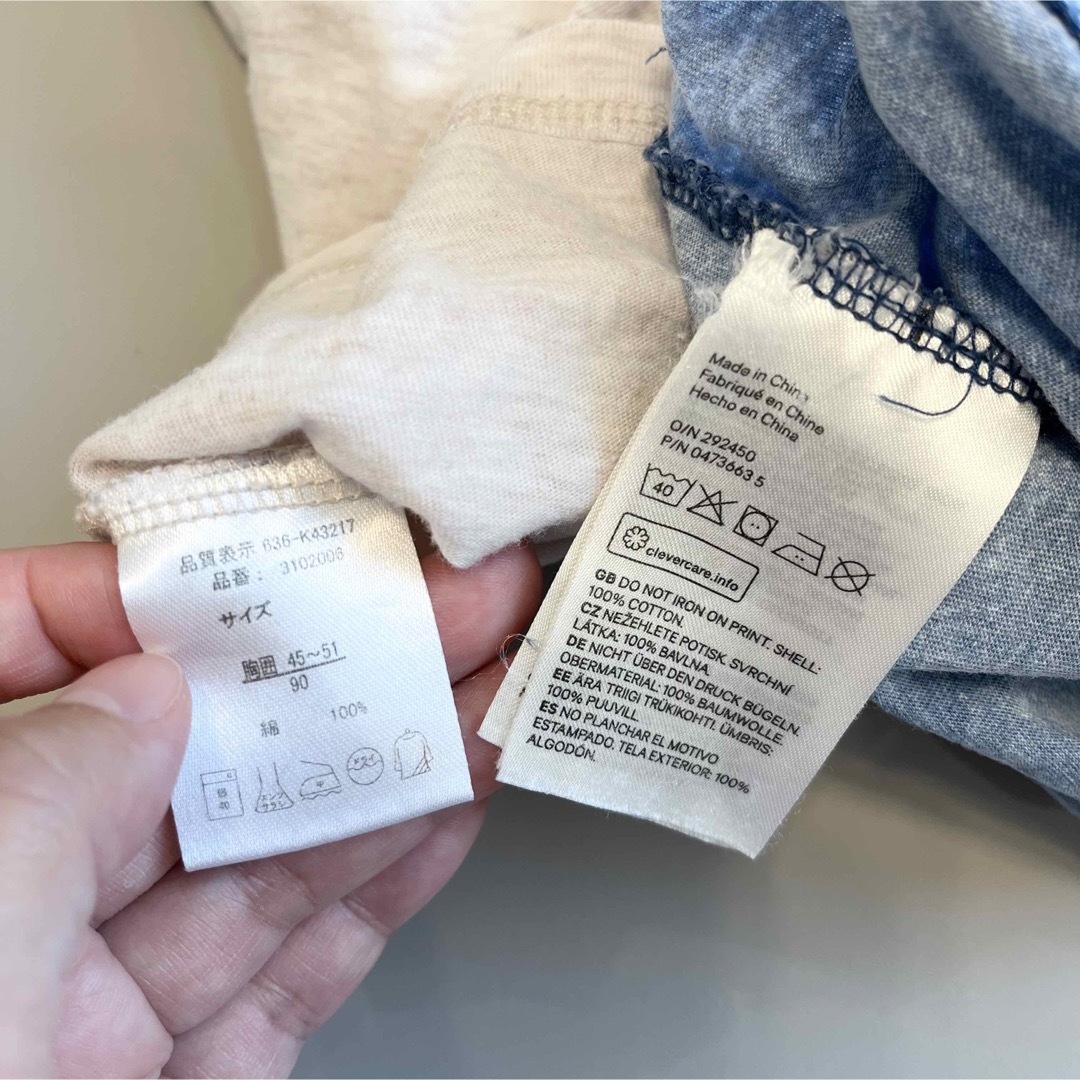 品質表示 636-K43217
品番： 3102006
サイズ
胸囲 45～51
90
綿 100%
Made in China
Fabriqué en Chine
Hecho en China
O/N 292450
P/N 0473663 5
40
clevercare.info
GB DO NOT IRON ON PRINT. SHELL:
100% COTTON.
CZ NEŽEHLETE POTISK. SVRCHNÍ
LÁTKA: 100% BAVLNA.
DE NICHT ÜBER DEN DRUCK BÜGELN.
OBERMATERIAL: 100% BAUMWOLLE.
EE ÄRA TRIIGI TRÜKIKOHTI. ÜMBRIS:
100% PUUVILL.
ES NO PLANCHAR EL MOTIVO
ESTAMPADO. TELA EXTERIOR: 100%
ALGODÓN.